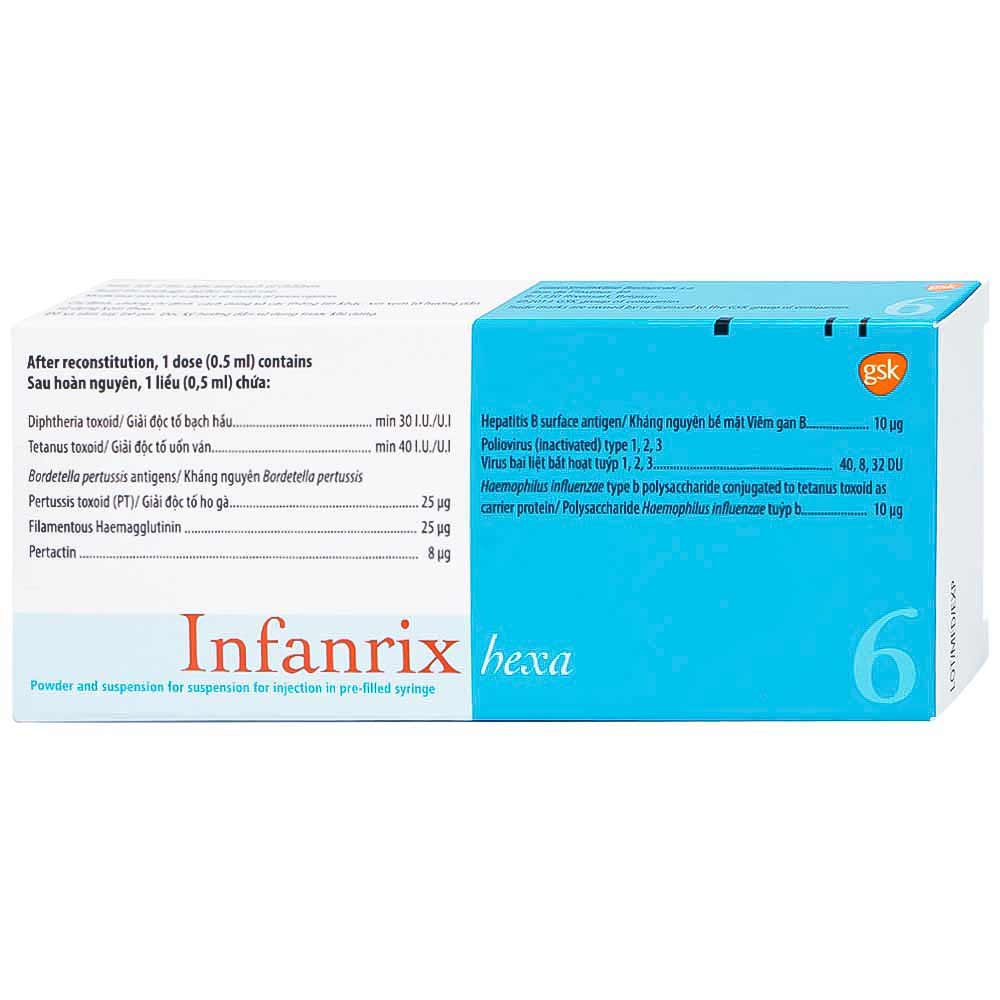 After reconstitution, 1 dose (0.5 ml) contains
Sau hoàn nguyên, 1 liều (0,5 ml) chứa:
Diphtheria toxoid/ Giải độc tố bạch hầu.......... min 30 I.U./U.I
Tetanus toxoid/ Giải độc tố uốn ván.......... min 40 I.U./U.I
Bordetella pertussis antigens/ Kháng nguyên Bordetella pertussis
Pertussis toxoid (PT)/ Giải độc tố ho gà.......... 25 µg
Filamentous Haemagglutinin .......... 25 µg
Pertactin .......... 8 µg
Infanrix
Powder and suspension for suspension for injection in pre-filled syringe
6
gsk
gsk
Hepatitis B surface antigen/ Kháng nguyên bề mặt Viêm gan B.......... 10 µg
Poliovirus (inactivated) type 1, 2, 3
Virus bại liệt bất hoạt tuýp 1, 2, 3.......... 40, 8, 32 DU
Haemophilus influenzae type b polysaccharide conjugated to tetanus toxoid as
carrier protein/ Polysaccharide Haemophilus influenzae tuýp b.......... 10 µg
hexa
6
LOT/MFD/EXP